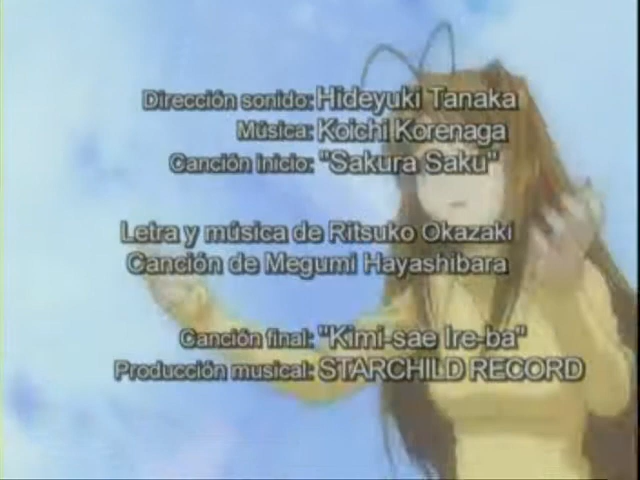 Dirección sonido: Hideyuki Tanaka
Música: Koichi Korenaga
Canción inicio: "Sakura Saku"
Letra y música de Ritsuko Okazaki
Canción de Megumi Hayashibara
Canción final: "Kimi-sae Ire-ba"
Producción musical: STARCHILD RECORD